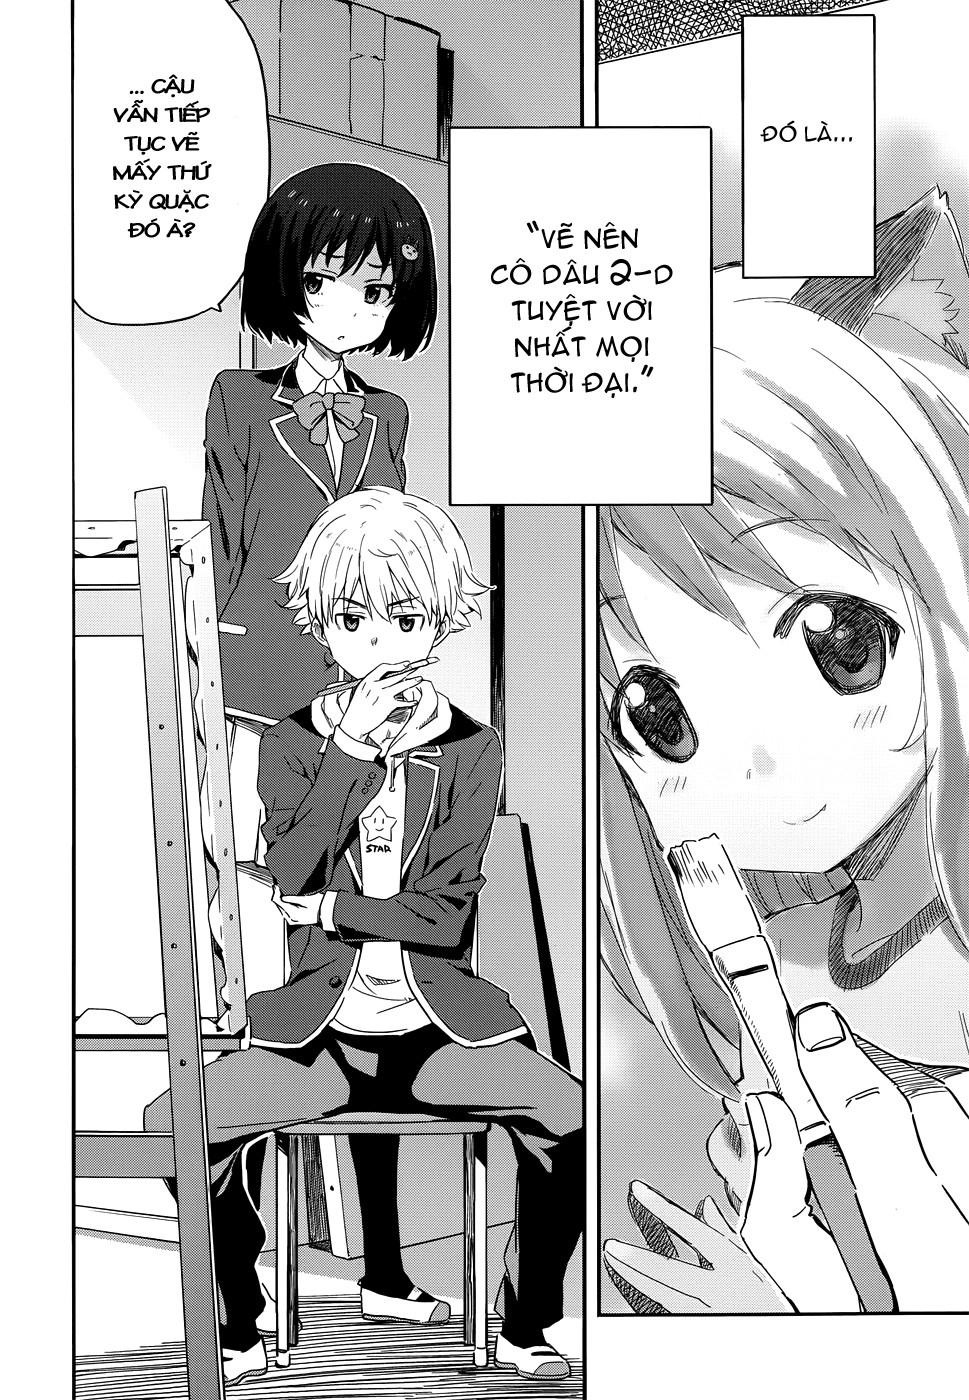 ĐÓ LÀ...
"VẼ NÊN
CÔ DÂU 2-D
TUYỆT VỜI
NHẤT MỌI
THỜI ĐẠI."
... CẬU
VẪN TIẾP
TỤC VẼ
MẤY THỨ
KỲ QUẶC
ĐÓ À?
STAR